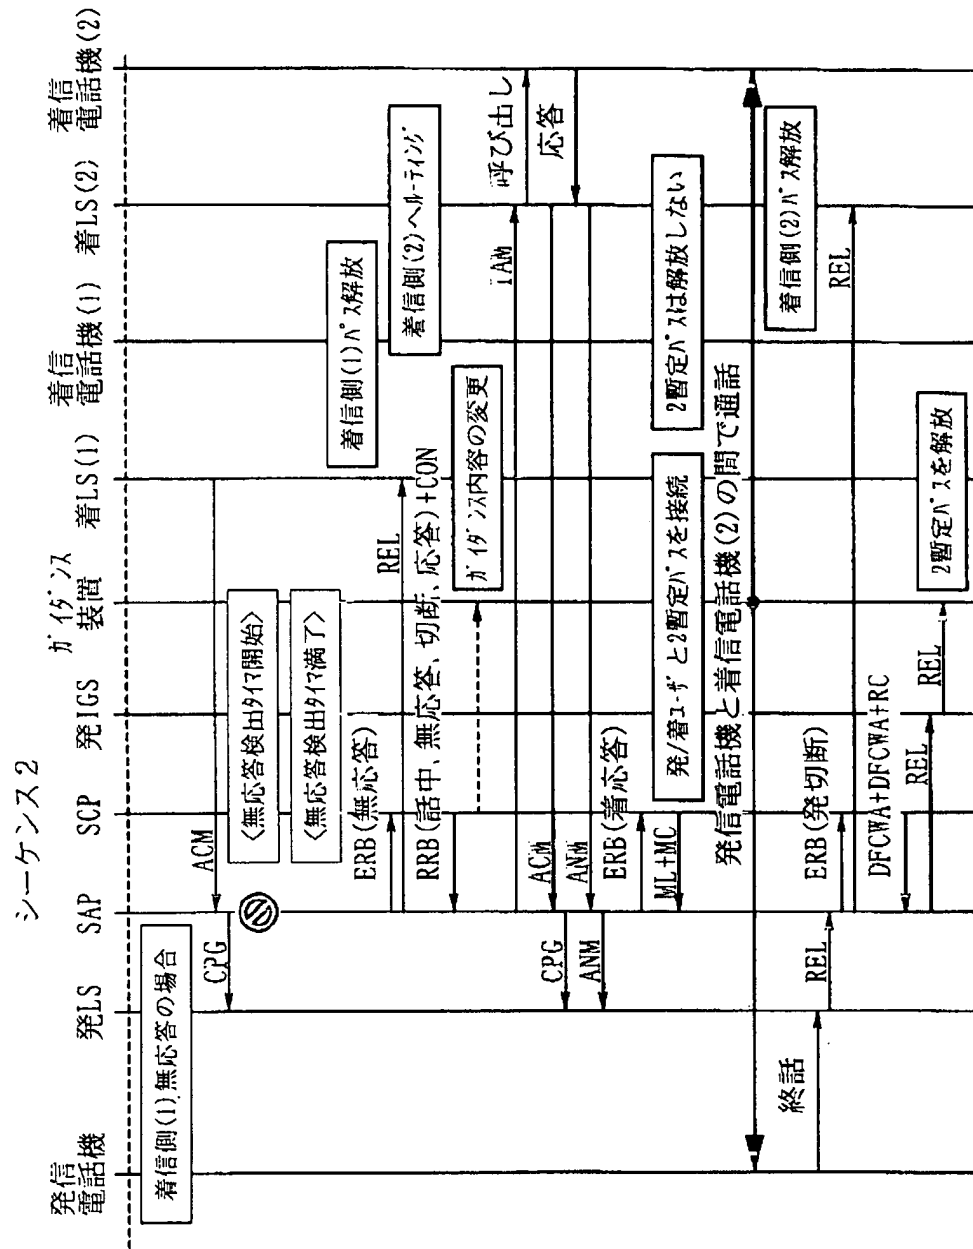 シーケンス2
発信
電話機
発LS
SAP
SCP
発IGS
ガイダンス
装置
着LS(1)
着信
電話機(1)
着LS(2)
着信
電話機(2)
着信側(1)無応答の場合
ACM
CPG
<無応答検出タイマ開始>
<無応答検出タイマ満了>
着信側(1)パス解放
ERB(無応答)
REL
着信側(2)へルーティング
RRB(話中、無応答、切断、応答)+CON
ガイダンス内容の変更
IAM
呼び出し
ACM
CPG
応答
ANM
ANM
ERB(着応答)
ML+MC
発/着ユーザと2暫定パスを接続
2暫定パスは解放しない
発信電話機と着信電話機(2)の間で通話
着信側(2)パス解放
終話
REL
ERB(発切断)
REL
DFCWA+DFCWA+RC
REL
REL
2暫定パスを解放